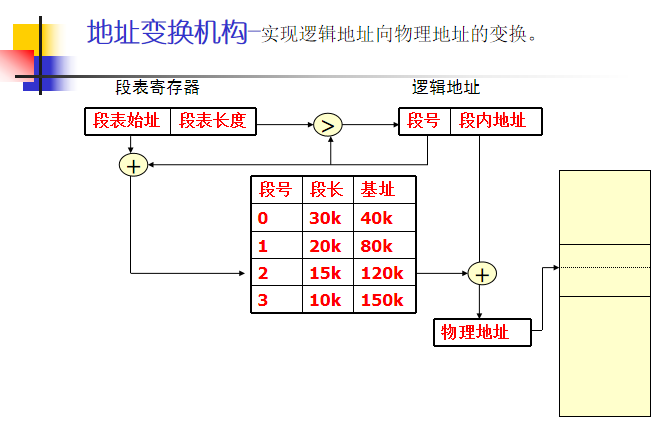 地址变换机构—实现逻辑地址向物理地址的变换。
段表寄存器 逻辑地址
段表始址 段表长度 > 段号 段内地址
+
段号 段长 基址
0 30k 40k
1 20k 80k
2 15k 120k +
3 10k 150k
物理地址